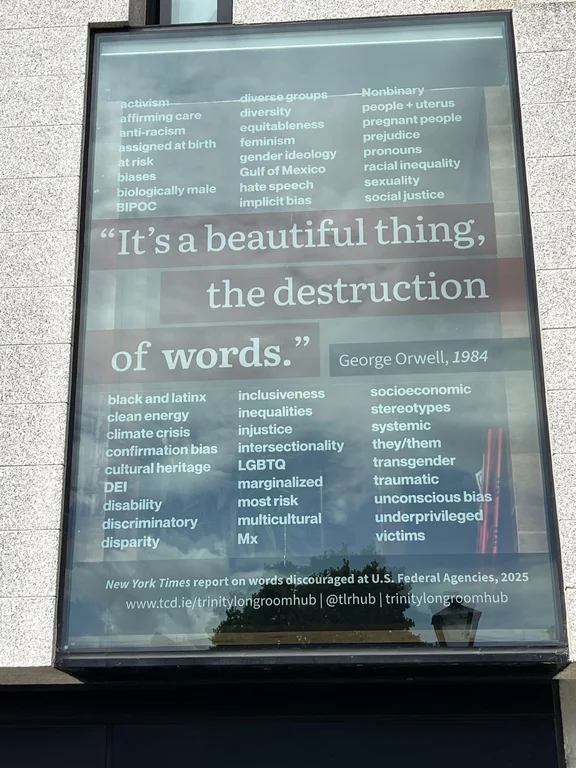 activism
affirming care
anti-racism
assigned at birth
at risk
biases
biologically male
BIPOC
diverse groups
diversity
equitableness
feminism
gender ideology
Gulf of Mexico
hate speech
implicit bias
Nonbinary
people + uterus
pregnant people
prejudice
pronouns
racial inequality
sexuality
social justice
“It’s a beautiful thing,
the destruction
of words.”
George Orwell, 1984
black and latinx
clean energy
climate crisis
confirmation bias
cultural heritage
DEI
disability
discriminatory
disparity
inclusiveness
inequalities
injustice
intersectionality
LGBTQ
marginalized
most risk
multicultural
Mx
socioeconomic
stereotypes
systemic
they/them
transgender
traumatic
unconscious bias
underprivileged
victims
New York Times report on words discouraged at U.S. Federal Agencies, 2025
www.tcd.ie/trinitylongroomhub | @tlrhub | trinitylongroomhub